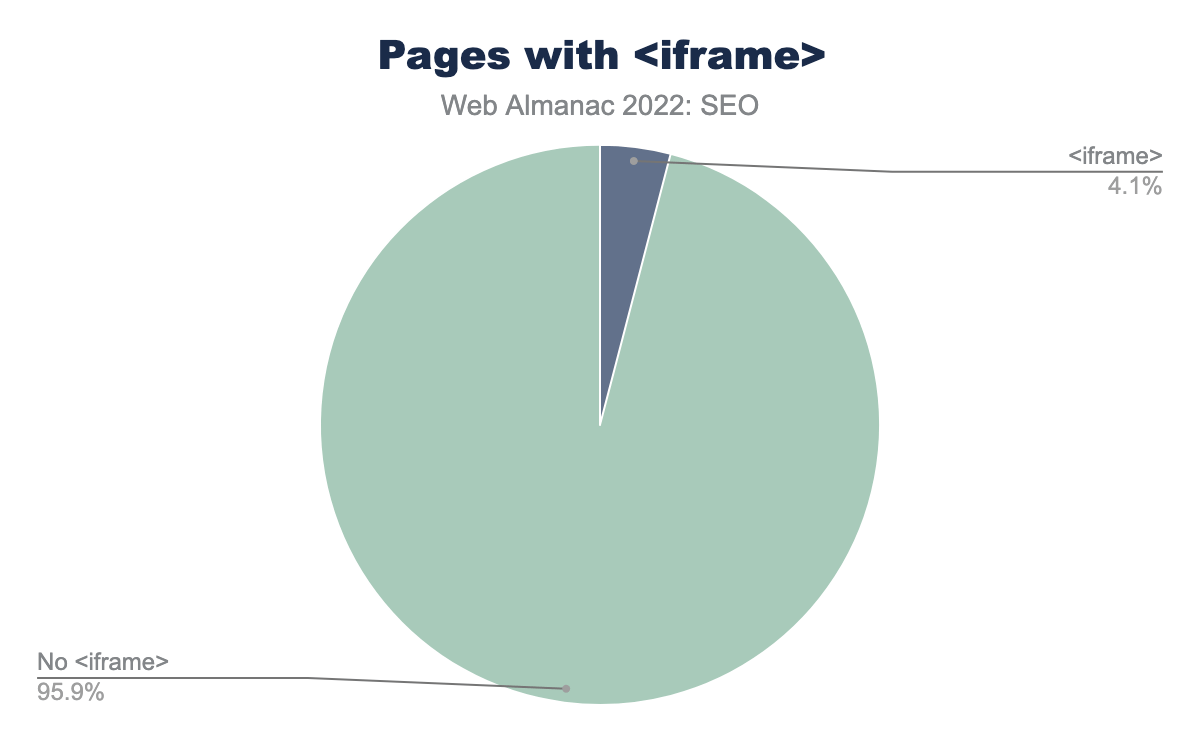 Pages with <iframe>
Web Almanac 2022: SEO
<iframe>
4.1%
No <iframe>
95.9%